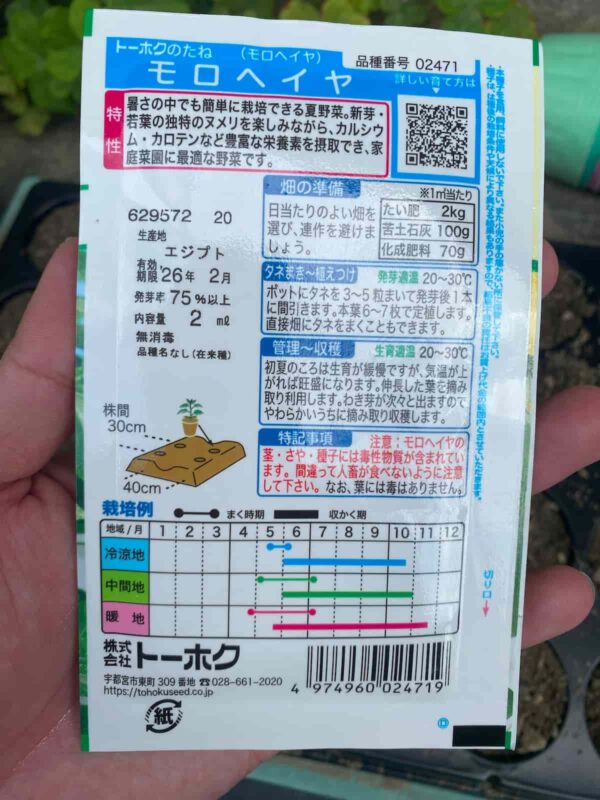 トーホクのたね （モロヘイヤ） 品種番号 02471
モロヘイヤ
詳しい育て方は
特性
暑さの中でも簡単に栽培できる夏野菜。新芽・
若葉の独特のヌメリを楽しみながら、カルシウ
ム・カロテンなど豊富な栄養素を摂取でき、家
庭菜園に最適な野菜です。
629572 20
生産地
エジプト
有効期限 26年 2月
発芽率 75%以上
内容量 2 ml
無消毒
品種名なし(在来種)
畑の準備
※1㎡当たり
日当たりのよい畑を
選び、連作を避けま
しょう。
たい肥 2kg
苦土石灰 100g
化成肥料 70g
タネまき〜植えつけ 発芽適温 20〜30℃
ポットにタネを3〜5粒まいて発芽後1本
に間引きます。本葉6〜7枚で定植します。
直接畑にタネをまくこともできます。
管理〜収穫 生育適温 20〜30℃
初夏のころは生育が緩慢ですが、気温が上
がれば旺盛になります。伸長した葉を摘み
取り利用します。わき芽が次々と出ますので
やわらかいうちに摘み取り収穫します。
特記事項 注意：モロヘイヤの
茎・さや・種子には毒性物質が含まれてい
ます。間違って人畜が食べないように注意
して下さい。なお、葉には毒はありません。
株間
30cm
40cm
切り口
栽培例 まく時期 収かく期
地域/月 1 2 3 4 5 6 7 8 9 10 11 12
冷涼地
中間地
暖 地
株式会社 トーホク
宇都宮市東町 309 番地 ☎028-661-2020
https://tohokuseed.co.jp
4 974960 024719
紙